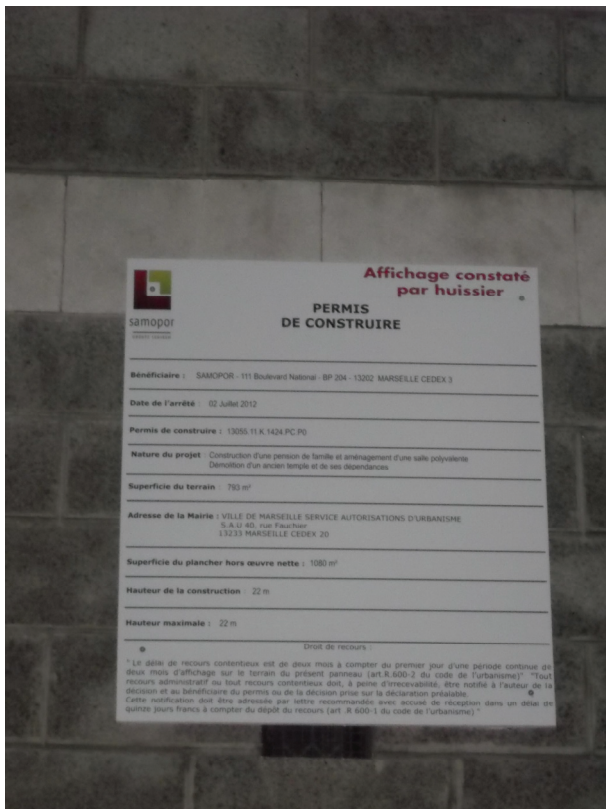 Affichage constaté
par huissier
samopor
PERMIS
DE CONSTRUIRE
Bénéficiaire : SAMOPOR - 111 Boulevard National - BP 204 - 13202 MARSEILLE CEDEX 3
Date de l'arrêté : 02 Juillet 2012
Permis de construire : 13055.11.K.1424.PC.P0
Nature du projet : Construction d'une pension de famille et aménagement d'une salle polyvalente
Démolition d'un ancien temple et de ses dépendances
Superficie du terrain : 793 m²
Adresse de la Mairie : VILLE DE MARSEILLE SERVICE AUTORISATIONS D'URBANISME
S.A.U 40, rue Fauchier
13233 MARSEILLE CEDEX 20
Superficie du plancher hors œuvre nette : 1080 m²
Hauteur de la construction : 22 m
Hauteur maximale : 22 m
Droit de recours :
" Le délai de recours contentieux est de deux mois à compter du premier jour d'une période continue de
deux mois d'affichage sur le terrain du présent panneau (art.R.600-2 du code de l'urbanisme)" "Tout
recours administratif ou tout recours contentieux doit, à peine d'irrecevabilité, être notifié à l'auteur de la
décision et au bénéficiaire du permis ou de la décision prise sur la déclaration préalable.
Cette notification doit être adressée par lettre recommandée avec accusé de réception dans un délai de
quinze jours francs à compter du dépôt du recours (art .R 600-1 du code de l'urbanisme) "